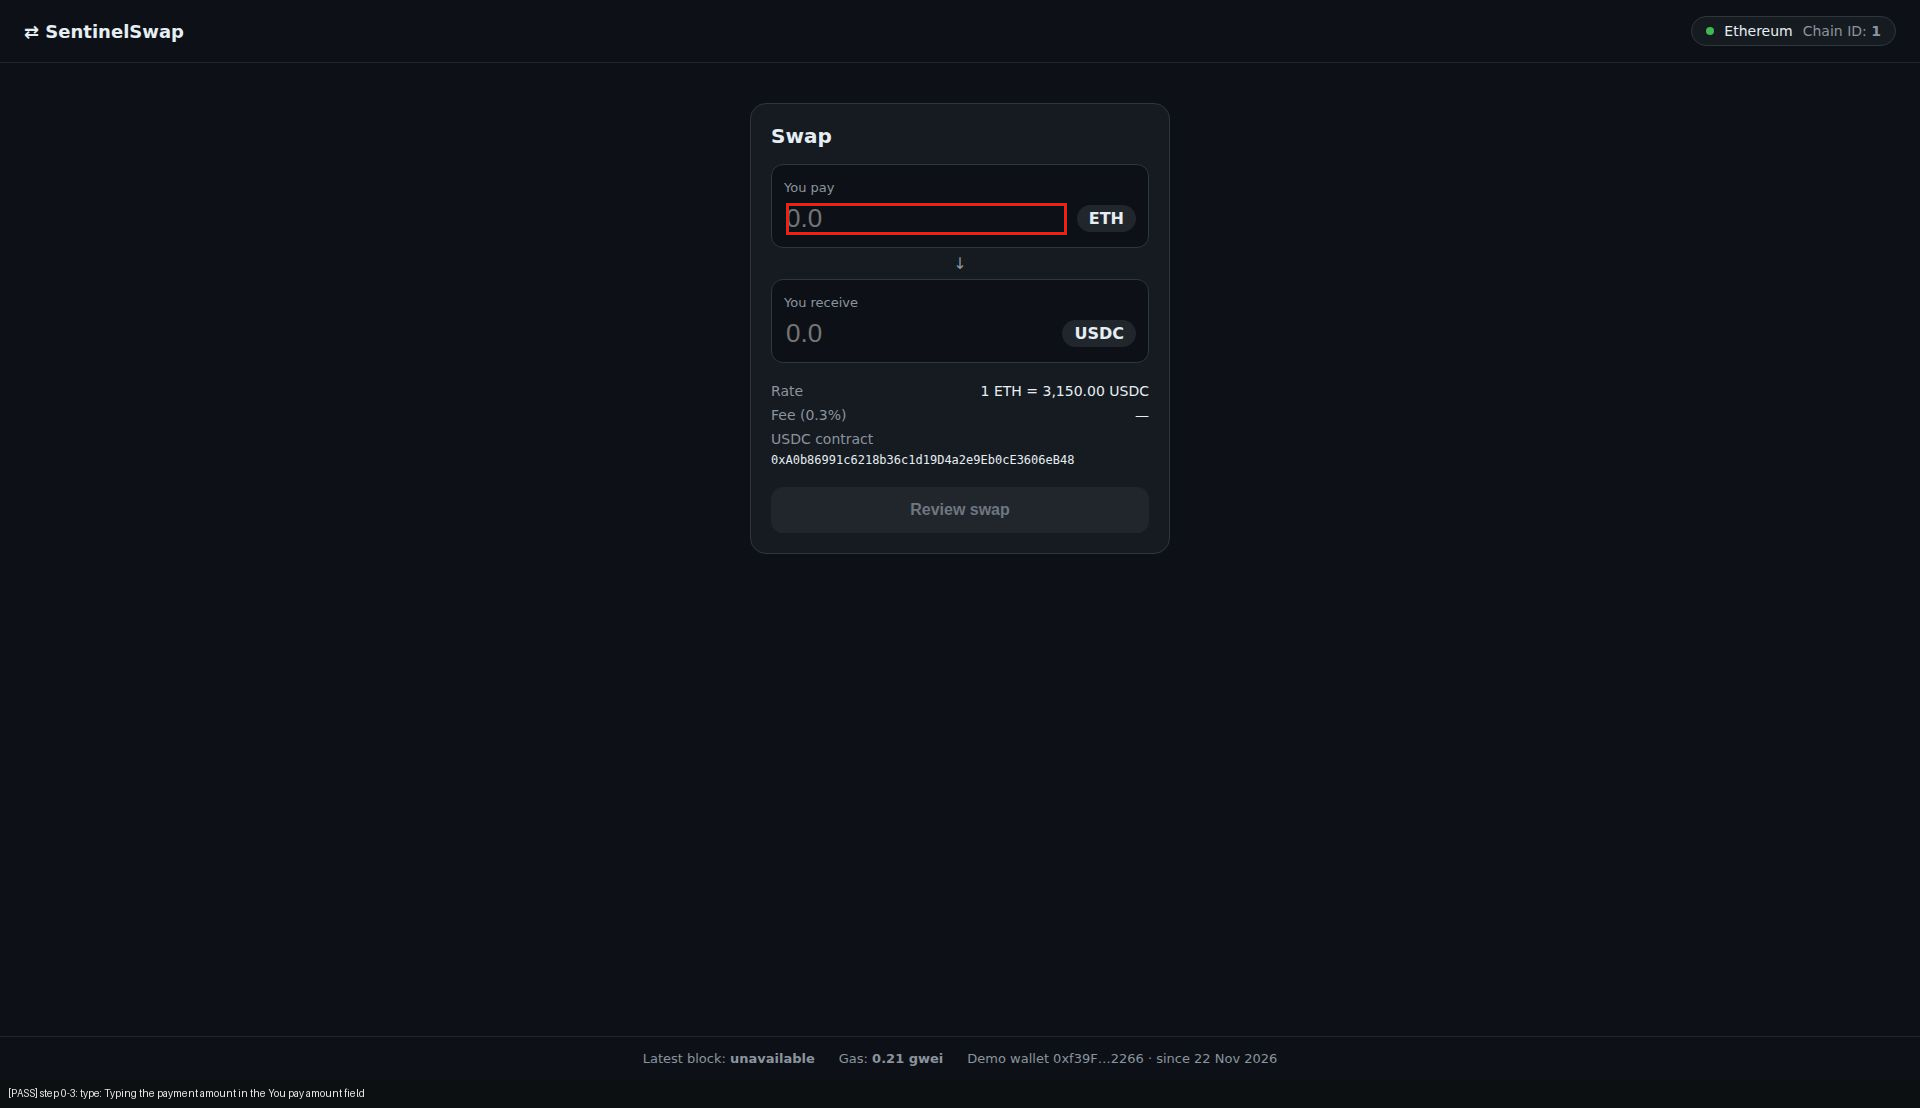 ⇄ SentinelSwap
Ethereum Chain ID: 1
Swap
You pay
0.0
ETH
↓
You receive
0.0
USDC
Rate 1 ETH = 3,150.00 USDC
Fee (0.3%) —
USDC contract
0xA0b86991c6218b36c1d19D4a2e9Eb0cE3606eB48
Review swap
Latest block: unavailable Gas: 0.21 gwei Demo wallet 0xf39F…2266 · since 22 Nov 2026
[PASS] step 0-3: type: Typing the payment amount in the You pay amount field